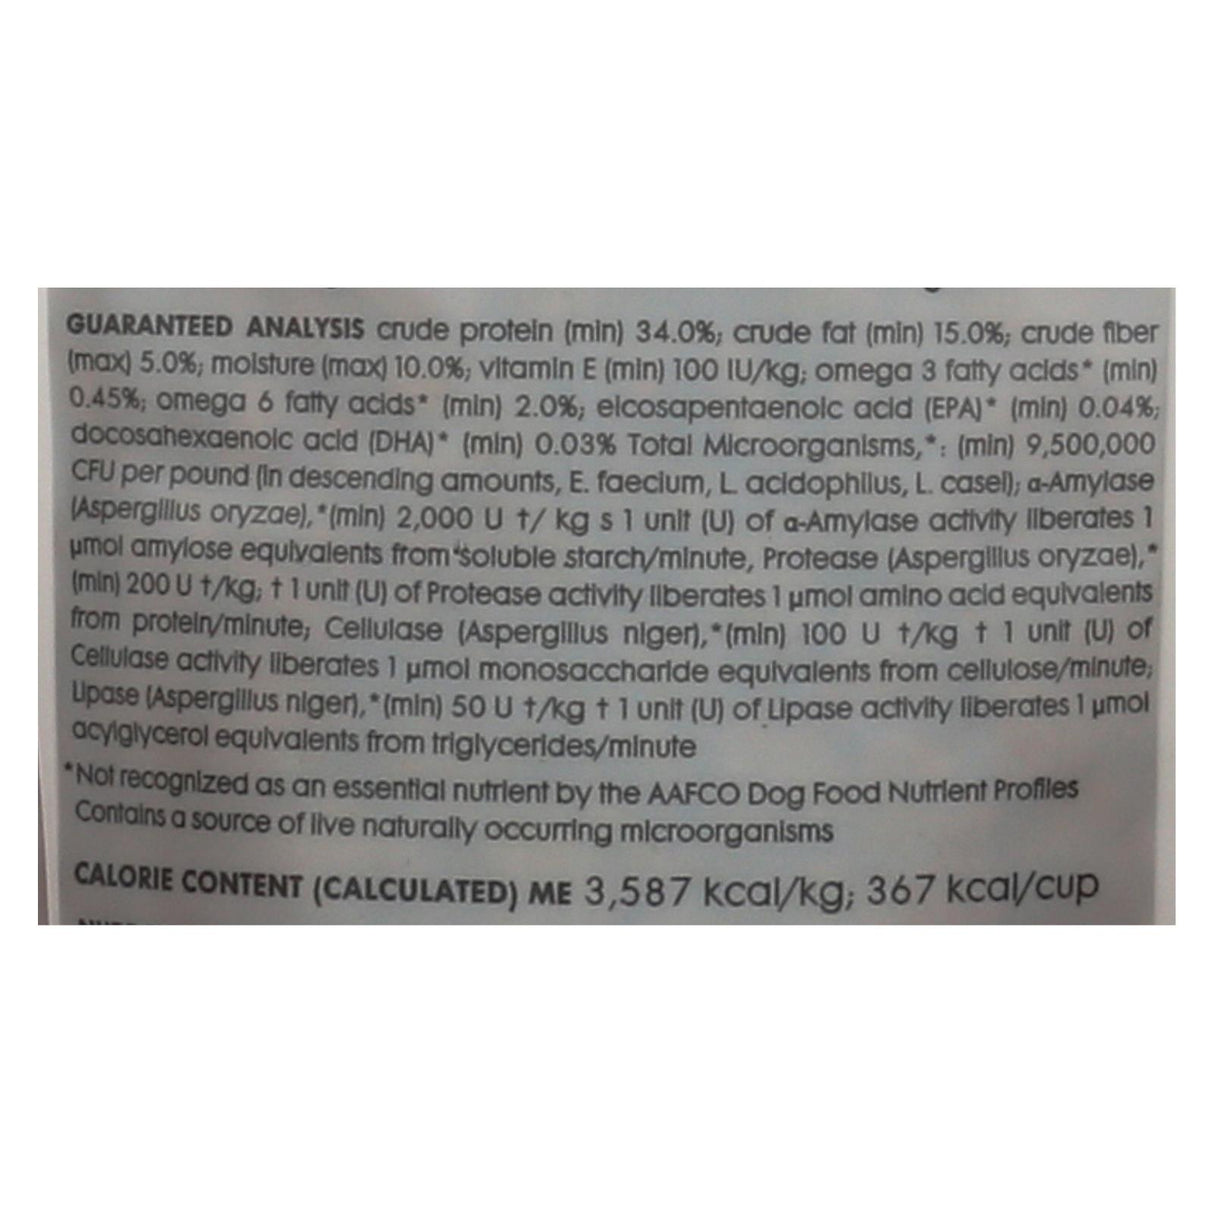 GUARANTEED ANALYSIS crude protein (min) 34.0%; crude fat (min) 15.0%; crude fiber
(max) 5.0%; moisture (max) 10.0%; vitamin E (min) 100 IU/kg; omega 3 fatty acids* (min)
0.45%; omega 6 fatty acids* (min) 2.0%; eicosapentaenoic acid (EPA)* (min) 0.04%;
docosahexaenoic acid (DHA)* (min) 0.03% Total Microorganisms,*: (min) 9,500,000
CFU per pound (in descending amounts, E. faecium, L. acidophilus, L. casei); α-Amylase
(Aspergillus oryzae),*(min) 2,000 U †/ kg s 1 unit (U) of α-Amylase activity liberates 1
µmol amylose equivalents from soluble starch/minute, Protease (Aspergillus oryzae),*
(min) 200 U †/kg; † 1 unit (U) of Protease activity liberates 1 µmol amino acid equivalents
from protein/minute; Cellulase (Aspergillus niger),*(min) 100 U †/kg † 1 unit (U) of
Cellulase activity liberates 1 µmol monosaccharide equivalents from cellulose/minute;
Lipase (Aspergillus niger),*(min) 50 U †/kg † 1 unit (U) of Lipase activity liberates 1 µmol
acylglycerol equivalents from triglycerides/minute
*Not recognized as an essential nutrient by the AAFCO Dog Food Nutrient Profiles
Contains a source of live naturally occurring microorganisms
CALORIE CONTENT (CALCULATED) ME 3,587 kcal/kg; 367 kcal/cup